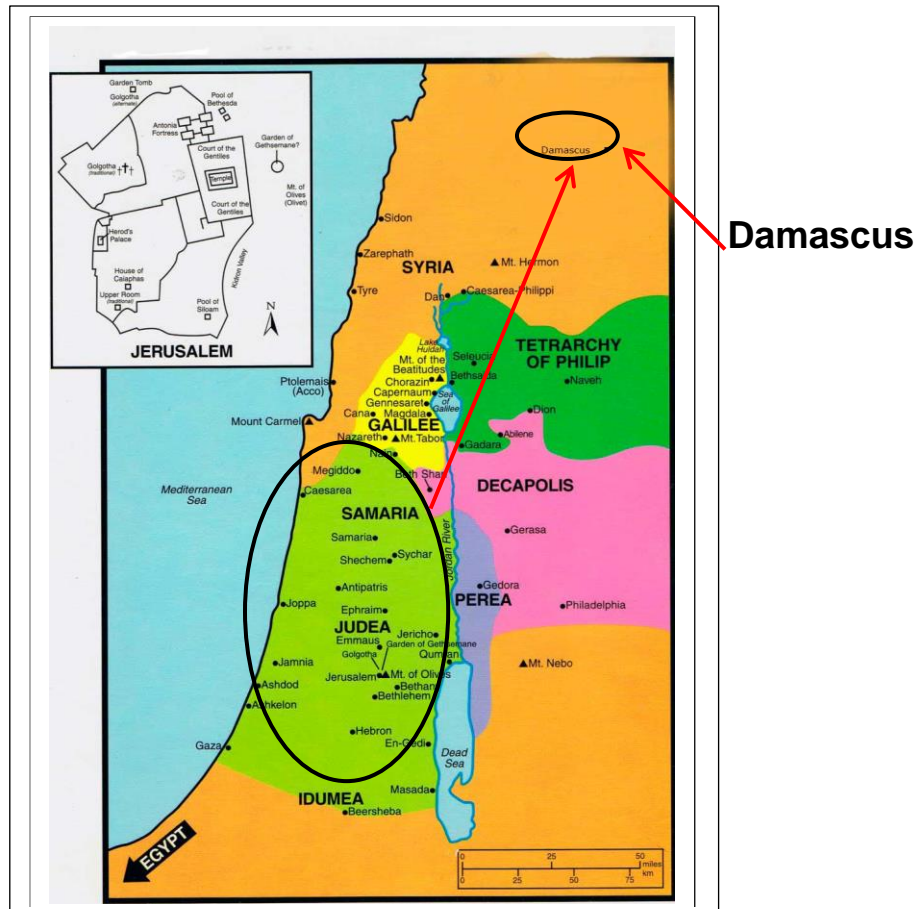 Garden Tomb
Golgotha
(alternate)
Pool of
Bethesda
Antonia
Fortress
Court of the
Gentiles
Garden of
Gethsemane?
Golgotha
(traditional)
Temple
Mt. of
Olives
(Olivet)
Court of the
Gentiles
Herod's
Palace
House of
Caiaphas
Upper Room
(traditional)
Kidron Valley
Pool of
Siloam
N
JERUSALEM
Damascus
Damascus
Sidon
Zarephath
SYRIA
Mt. Hermon
Tyre
Dan
Caesarea-Philippi
Lake
Huldah
TETRARCHY
OF PHILIP
Seleucia
Mt. of the
Beatitudes
Bethsaida
Naveh
Ptolemais
(Acco)
Chorazin
Capernaum
Sea
of
Galilee
Gennesaret
Magdala
Cana
Dion
Mount Carmel
GALILEE
Abilene
Nazareth
Mt.Tabor
Gadara
Nain
Megiddo
Beth Shan
DECAPOLIS
Mediterranean
Sea
Caesarea
SAMARIA
Samaria
Gerasa
Sychar
Shechem
Jordan River
Antipatris
Gedora
PEREA
Joppa
Ephraim
Philadelphia
JUDEA
Jericho
Emmaus
Garden of Gethsemane
Golgotha
Qumran
Jamnia
Mt. Nebo
Jerusalem
Mt. of Olives
Ashdod
Bethany
Bethlehem
Ashkelon
Hebron
Gaza
En-Gedi
Dead
Sea
Masada
IDUMEA
Beersheba
EGYPT
0 25 50
miles
km
0 25 50 75